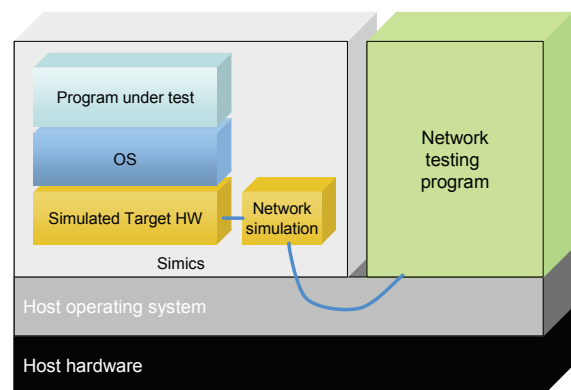 Program under test
OS
Simulated Target HW
Network
simulation
Simics
Network
testing
program
Host operating system
Host hardware